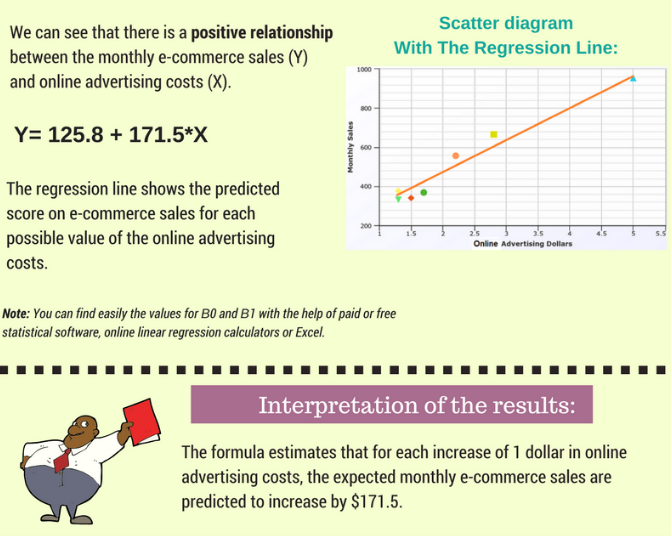 We can see that there is a positive relationship
between the monthly e-commerce sales (Y)
and online advertising costs (X).
Y= 125.8 + 171.5*X
The regression line shows the predicted
score on e-commerce sales for each
possible value of the online advertising
costs.
Scatter diagram
With The Regression Line:
Monthly Sales
1000
800
600
400
200
1 1.5 2 2.5 3 3.5 4 4.5 5 5.5
Online Advertising Dollars
Note: You can find easily the values for B0 and B1 with the help of paid or free
statistical software, online linear regression calculators or Excel.
Interpretation of the results:
The formula estimates that for each increase of 1 dollar in online
advertising costs, the expected monthly e-commerce sales are
predicted to increase by $171.5.